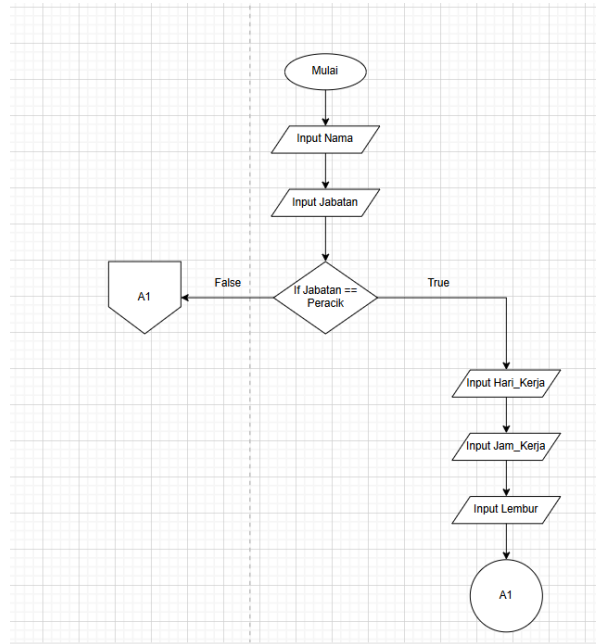 Mulai
Input Nama
Input Jabatan
If Jabatan ==
Peracik
False
True
A1
Input Hari_Kerja
Input Jam_Kerja
Input Lembur
A1